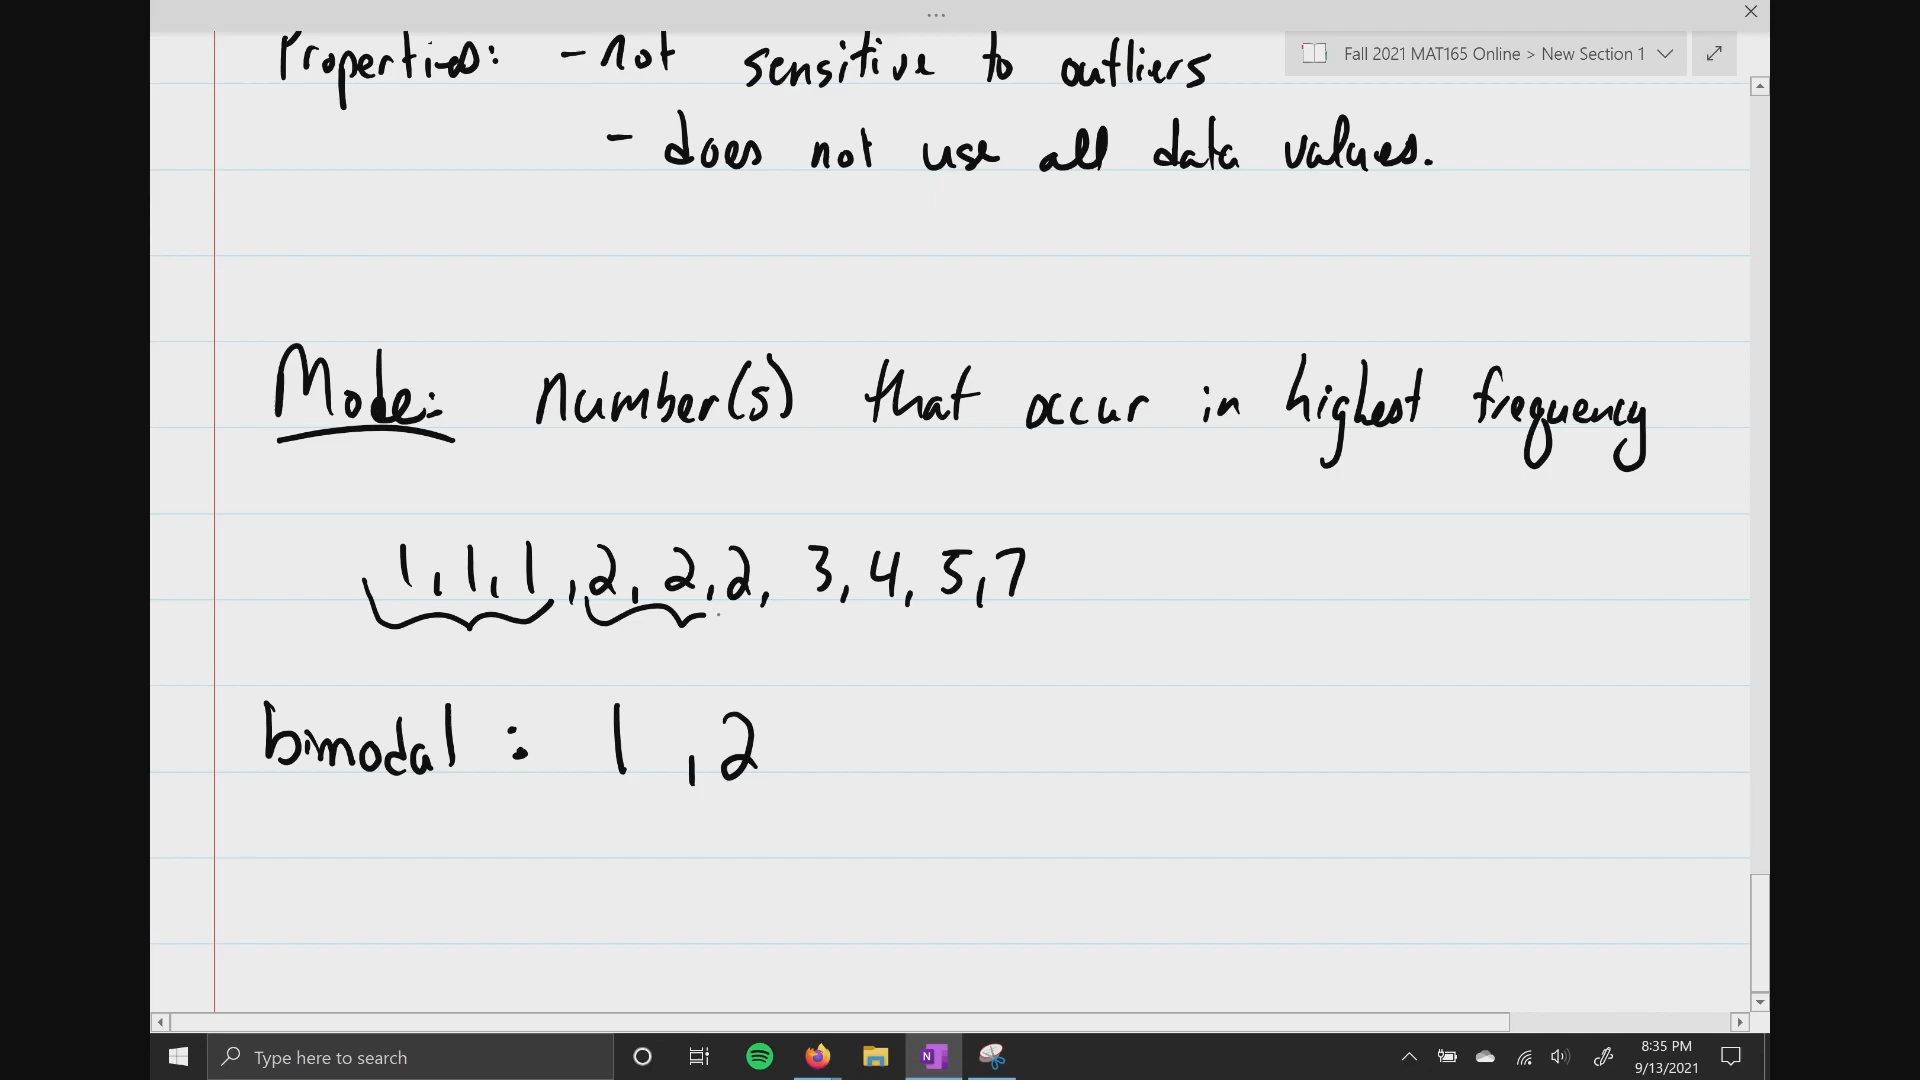 ...
Fall 2021 MAT165 Online > New Section 1
Properties: - not sensitive to outliers
- does not use all data values.
Mode: number(s) that occur in highest frequency
1, 1, 1, 2, 2, 2, 3, 4, 5, 7
bimodal : 1 , 2
Type here to search
N
8:35 PM
9/13/2021